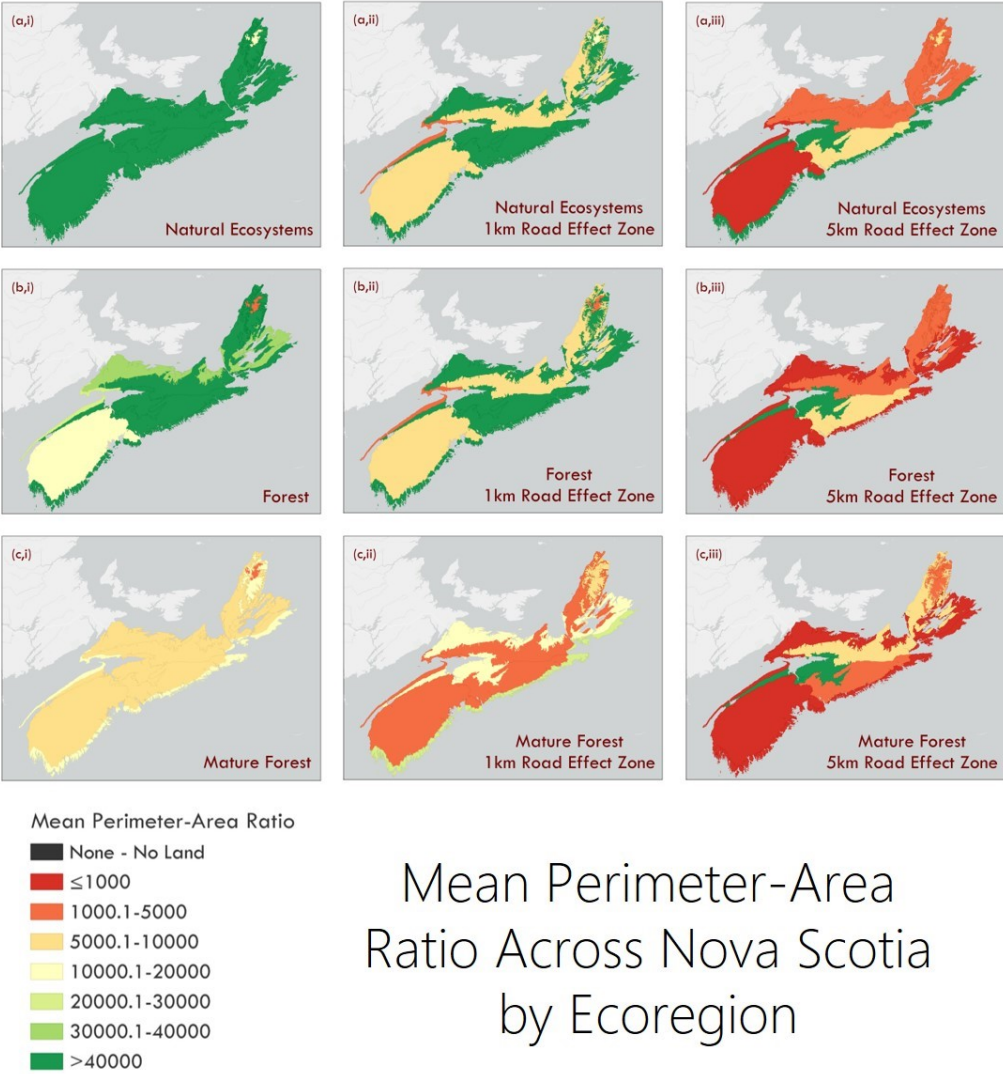 (a,i)
Natural Ecosystems
(a,ii)
Natural Ecosystems
1km Road Effect Zone
(a,iii)
Natural Ecosystems
5km Road Effect Zone
(b,i)
Forest
(b,ii)
Forest
1km Road Effect Zone
(b,iii)
Forest
5km Road Effect Zone
(c,i)
Mature Forest
(c,ii)
Mature Forest
1km Road Effect Zone
(c,iii)
Mature Forest
5km Road Effect Zone
Mean Perimeter-Area Ratio
None - No Land
≤1000
1000.1-5000
5000.1-10000
10000.1-20000
20000.1-30000
30000.1-40000
>40000
Mean Perimeter-Area
Ratio Across Nova Scotia
by Ecoregion